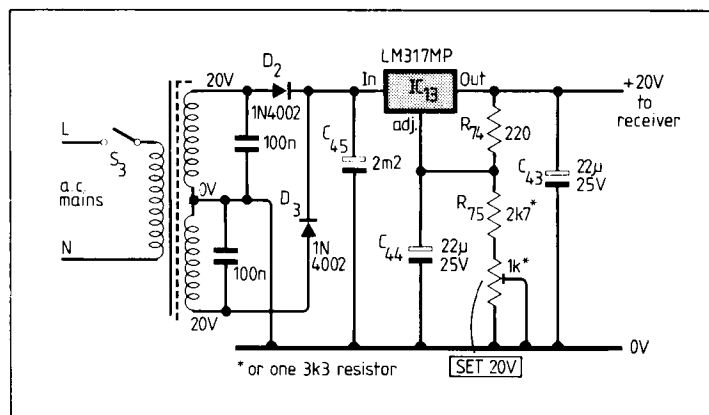 LM317MP
D2
20V
In
IC13
Out
+20V
to
receiver
1N4002
adj.
R74
220
L
S3
100n
C45
2m2
C43
22µ
25V
a.c.
mains
0V
D3
R75
2k7*
N
100n
1N
4002
C44
22µ
25V
1k*
20V
0V
* or one 3k3 resistor
SET 20V